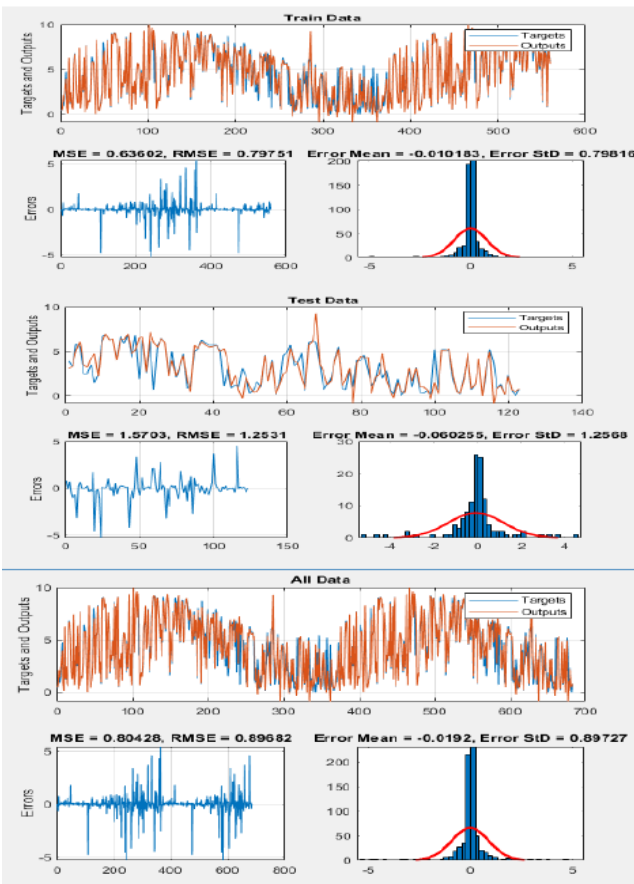 Train Data
Targets and Outputs
10
5
0
Targets
Outputs
0 100 200 300 400 500 600
MSE = 0.63602, RMSE = 0.79751
Error Mean = -0.010183, Error StD = 0.79816
Errors
5
0
-5
0 200 400 600
200
150
100
50
0
-5 0 5
Test Data
Targets and Outputs
10
5
0
Targets
Outputs
0 20 40 60 80 100 120 140
MSE = 1.5703, RMSE = 1.2531
Error Mean = -0.060255, Error StD = 1.2568
Errors
5
0
-5
0 50 100 150
30
20
10
0
-4 -2 0 2 4
All Data
Targets and Outputs
10
5
0
Targets
Outputs
0 100 200 300 400 500 600 700
MSE = 0.80428, RMSE = 0.89682
Error Mean = -0.0192, Error StD = 0.89727
Errors
5
0
-5
0 200 400 600 800
200
150
100
50
0
-5 0 5